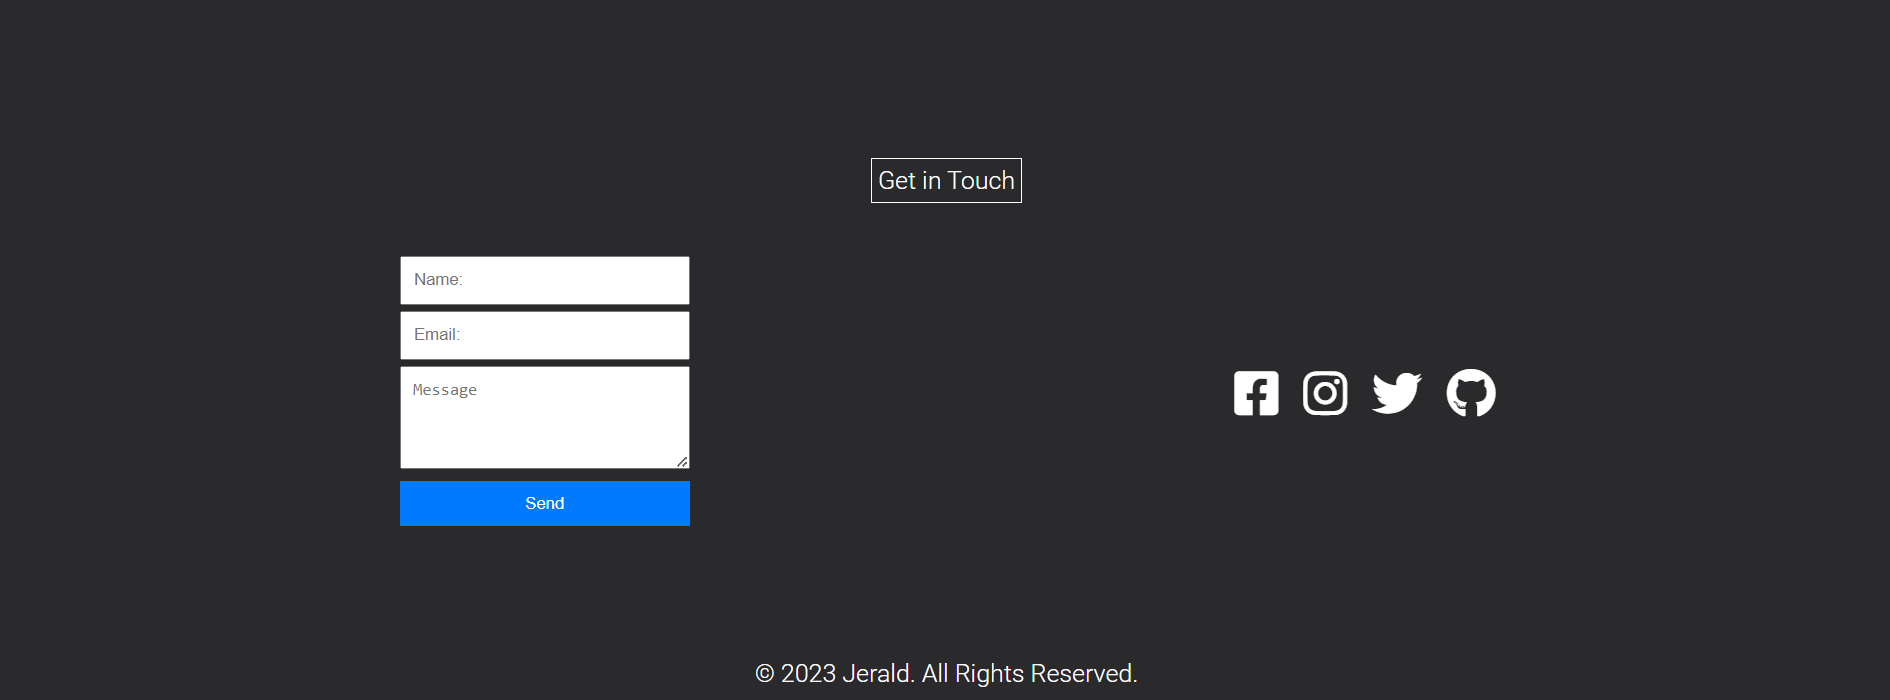 Get in Touch
Name:
Email:
Message
Send
© 2023 Jerald. All Rights Reserved.